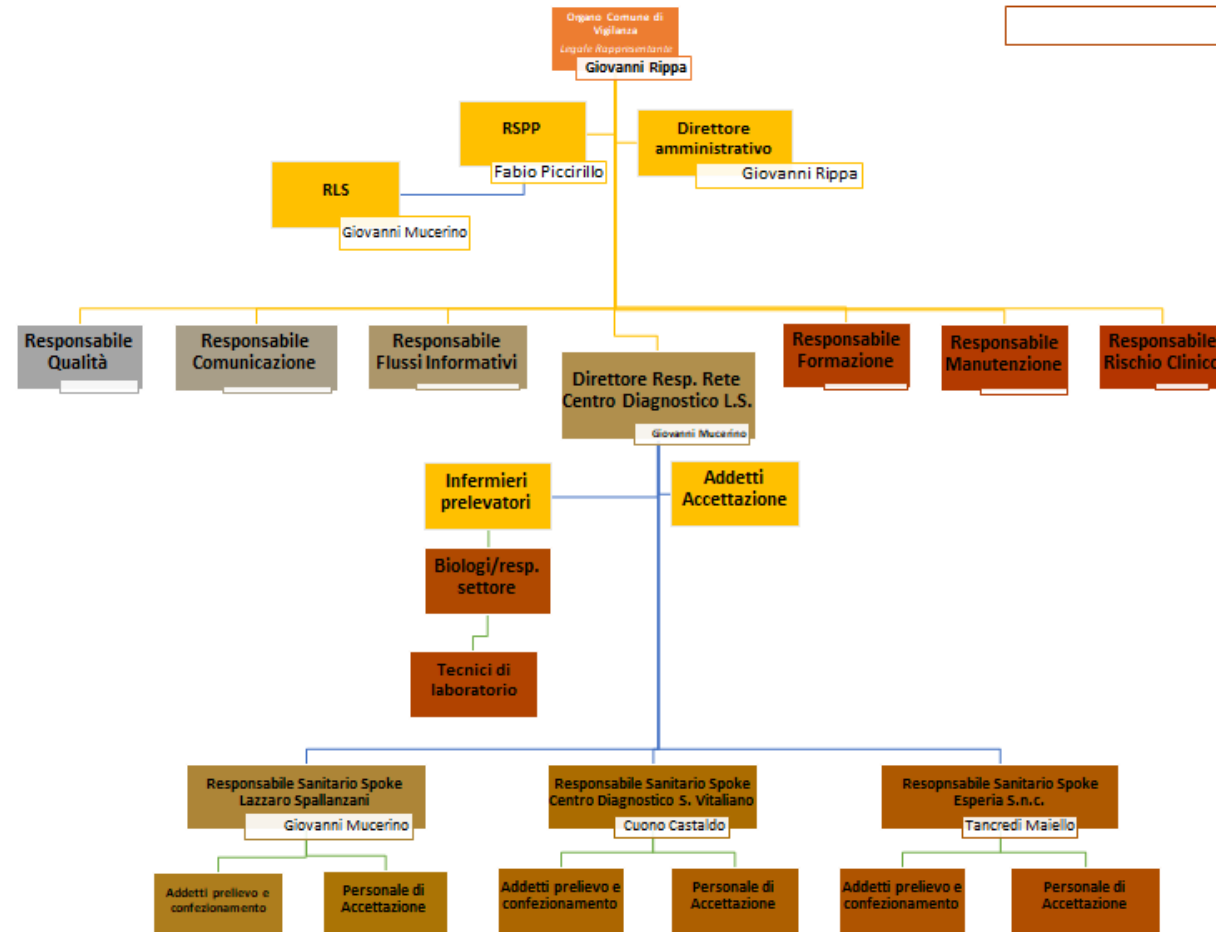 Organo Comune di
Vigilanza
Legale Rappresentante
Giovanni Rippa
RSPP
Fabio Piccirillo
Direttore
amministrativo
Giovanni Rippa
RLS
Giovanni Mucerino
Responsabile
Qualità
Responsabile
Comunicazione
Responsabile
Flussi Informativi
Direttore Resp. Rete
Centro Diagnostico L.S.
Giovanni Mucerino
Responsabile
Formazione
Responsabile
Manutenzione
Responsabile
Rischio Clinico
Infermieri
prelevatori
Addetti
Accettazione
Biologi/resp.
settore
Tecnici di
laboratorio
Responsabile Sanitario Spoke
Lazzaro Spallanzani
Giovanni Mucerino
Responsabile Sanitario Spoke
Centro Diagnostico S. Vitaliano
Cuono Castaldo
Resopnsabile Sanitario Spoke
Esperia S.n.c.
Tancredi Maiello
Addetti prelievo e
confezionamento
Personale di
Accettazione
Addetti prelievo e
confezionamento
Personale di
Accettazione
Addetti prelievo e
confezionamento
Personale di
Accettazione